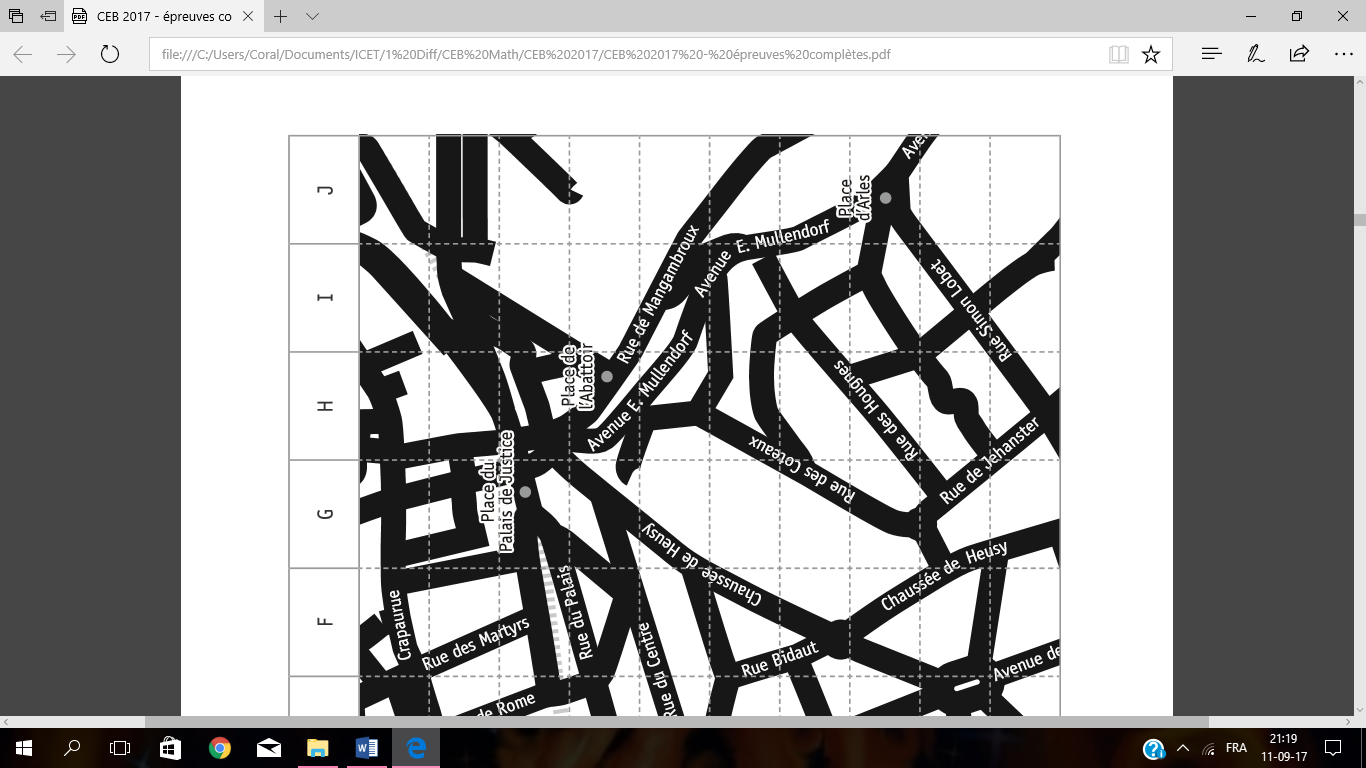 CEB 2017 - épreuves co
file:///C:/Users/Coral/Documents/ICET/1%20Diff/CEB%20Math/CEB%202017/CEB%202017%20-%20épreuves%20complètes.pdf
J
I
H
G
F
Ave
Place
d'Arles
Avenue E. Mullendorf
Rue de Mangambroux
Rue Simon Lobet
Place de
l'Abattoir
Avenue E. Mullendorf
Rue des Hougnes
Rue des Coteaux
Rue de Jehanster
Place du
Palais de Justice
Chaussée de Heusy
Chaussée de Heusy
Crapaurue
Rue des Martyrs
Rue du Palais
Rue du Centre
Rue Bidaut
Avenue de
de Rome
FRA
21:19
11-09-17